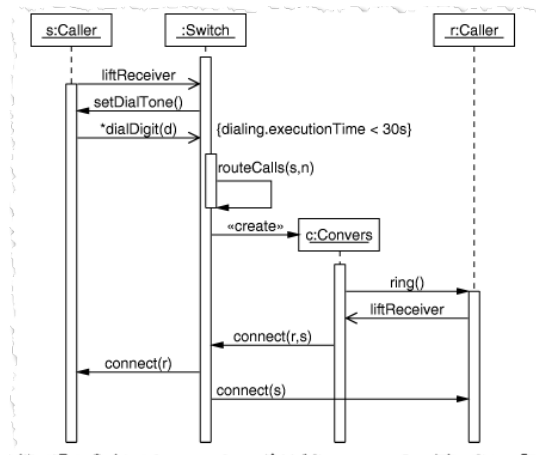 s:Caller
:Switch
r:Caller
liftReceiver
setDialTone()
*dialDigit(d)
{dialing.executionTime < 30s}
routeCalls(s,n)
«create»
c:Convers
ring()
liftReceiver
connect(r,s)
connect(r)
connect(s)